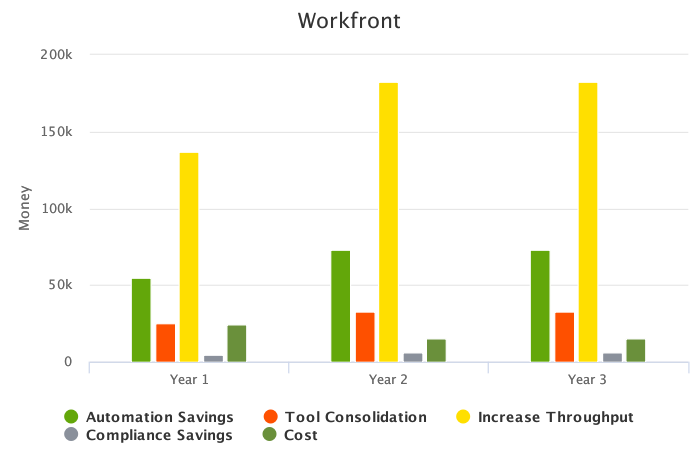 Workfront
200k
150k
100k
50k
0
Money
Year 1 Year 2 Year 3
Automation Savings Tool Consolidation Increase Throughput
Compliance Savings Cost